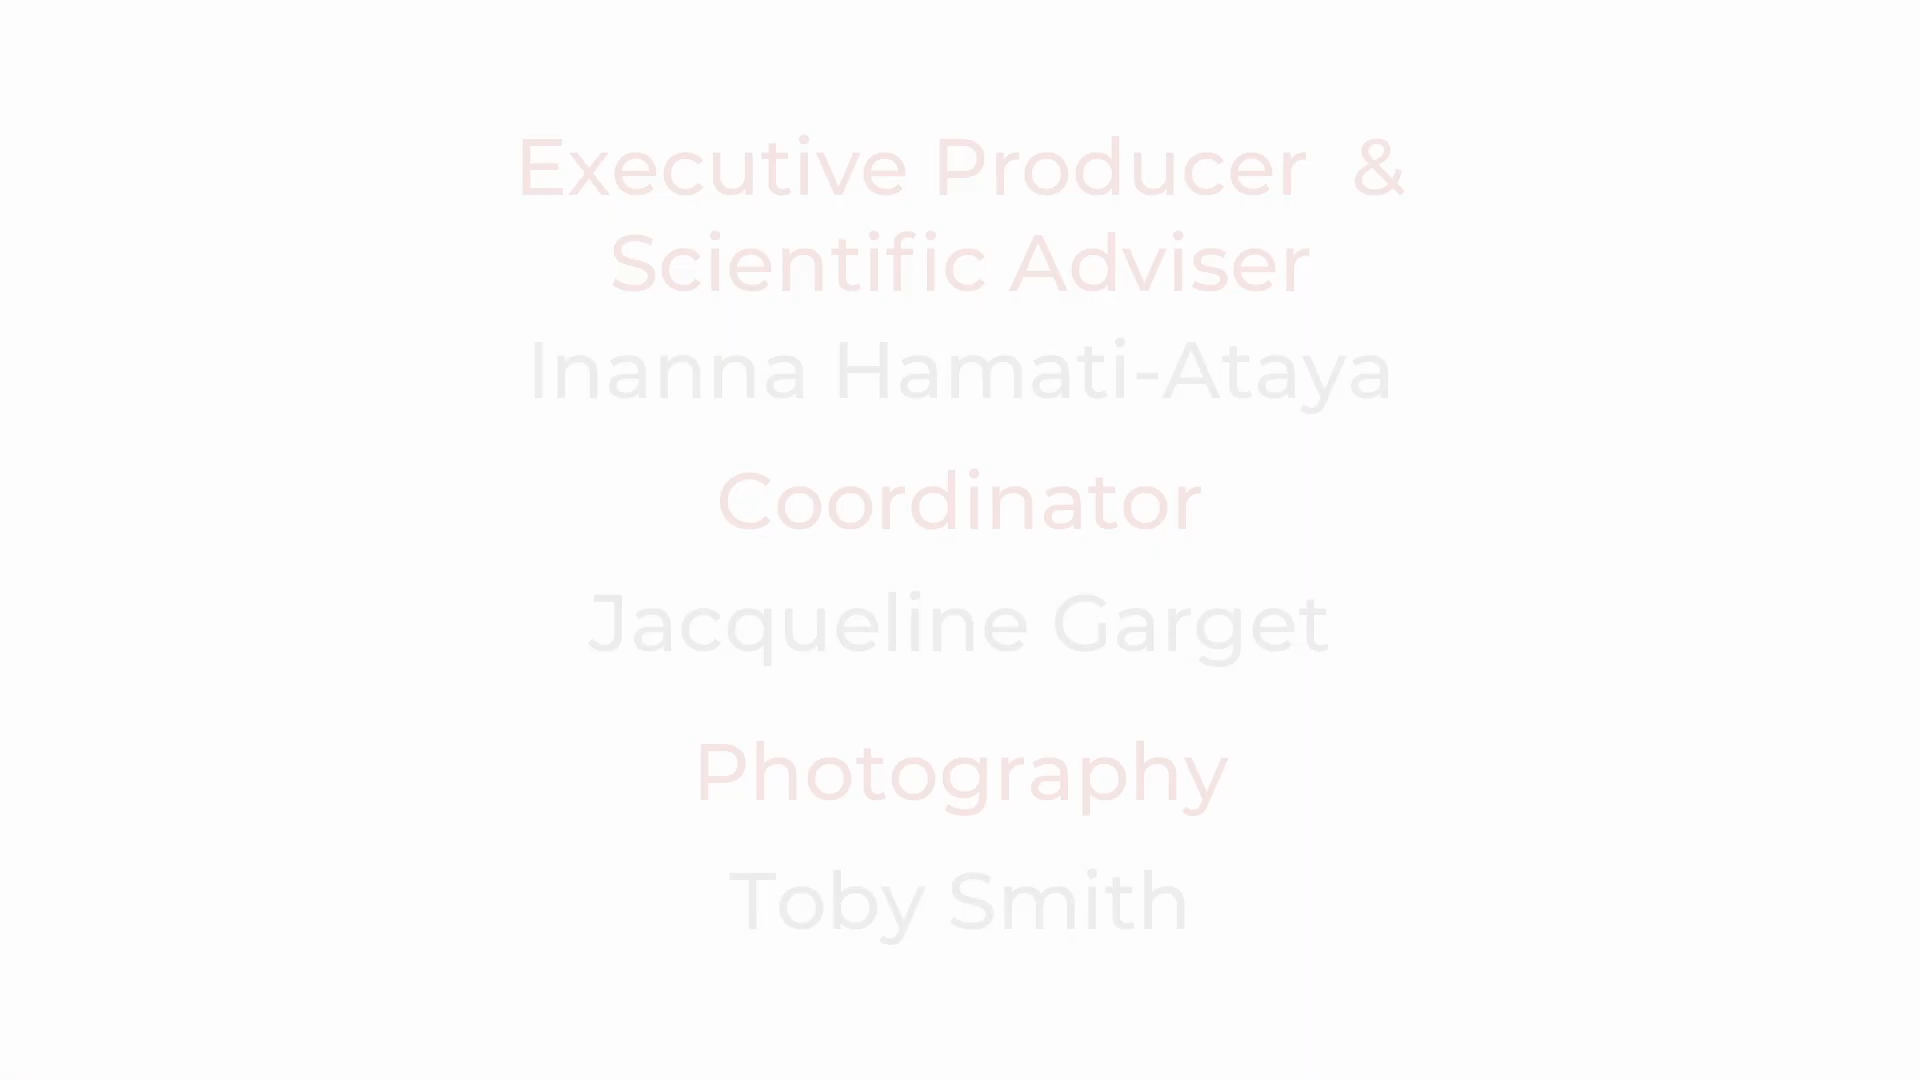 Executive Producer &
Scientific Adviser
Inanna Hamati-Ataya
Coordinator
Jacqueline Garget
Photography
Toby Smith